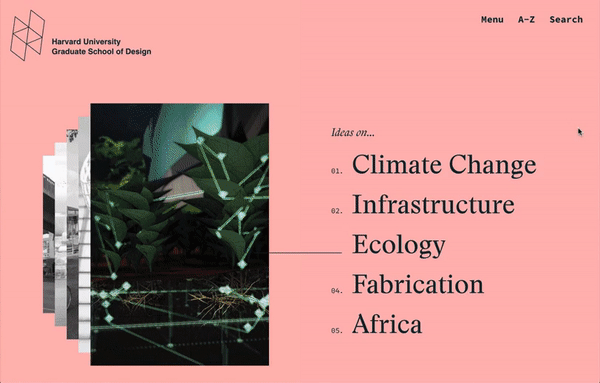 Menu A–Z Search
Harvard University
Graduate School of Design
Ideas on...
01. Climate Change
02. Infrastructure
Ecology
04. Fabrication
05. Africa